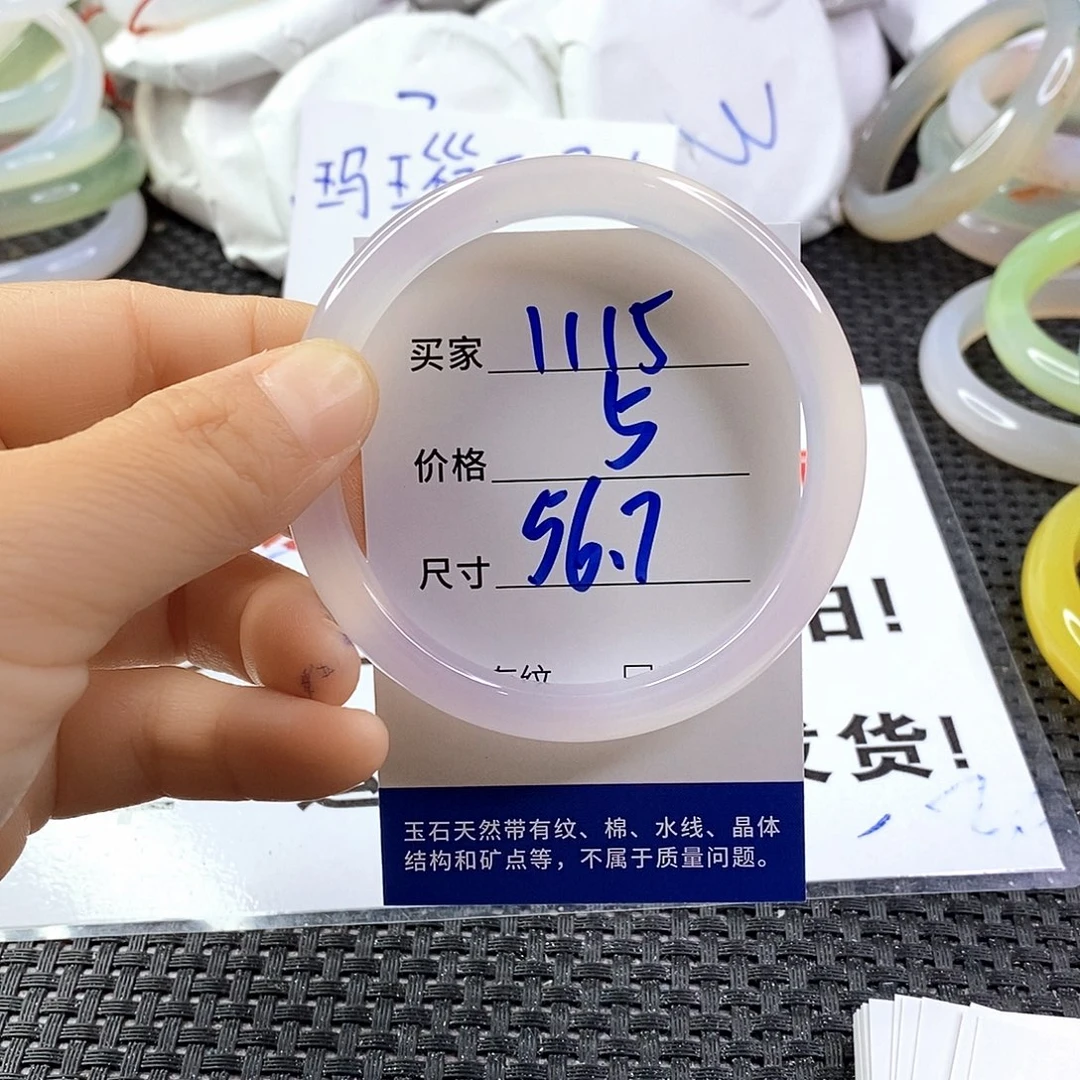 玛瑙
买家 1115
价格 5
尺寸 56.7
纹
玉石天然带有纹、棉、水线、晶体
结构和矿点等，不属于质量问题。
!
发货!